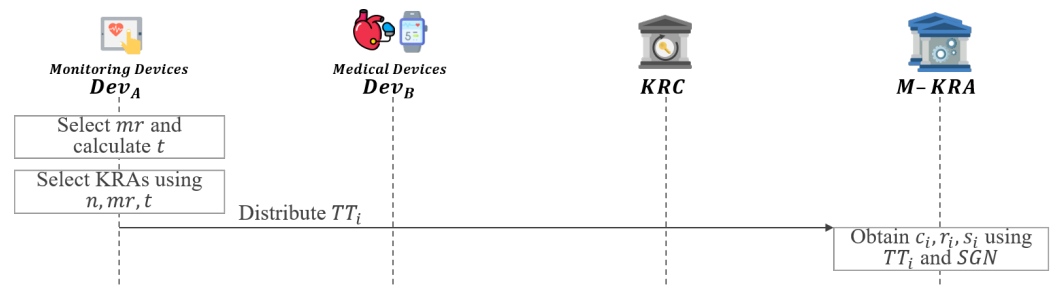 Monitoring Devices
Dev_A
Medical Devices
Dev_B
KRC
M–KRA
Select mr and
calculate t
Select KRAs using
n, mr, t
Distribute TT_i
Obtain c_i, r_i, s_i using
TT_i and SGN
5